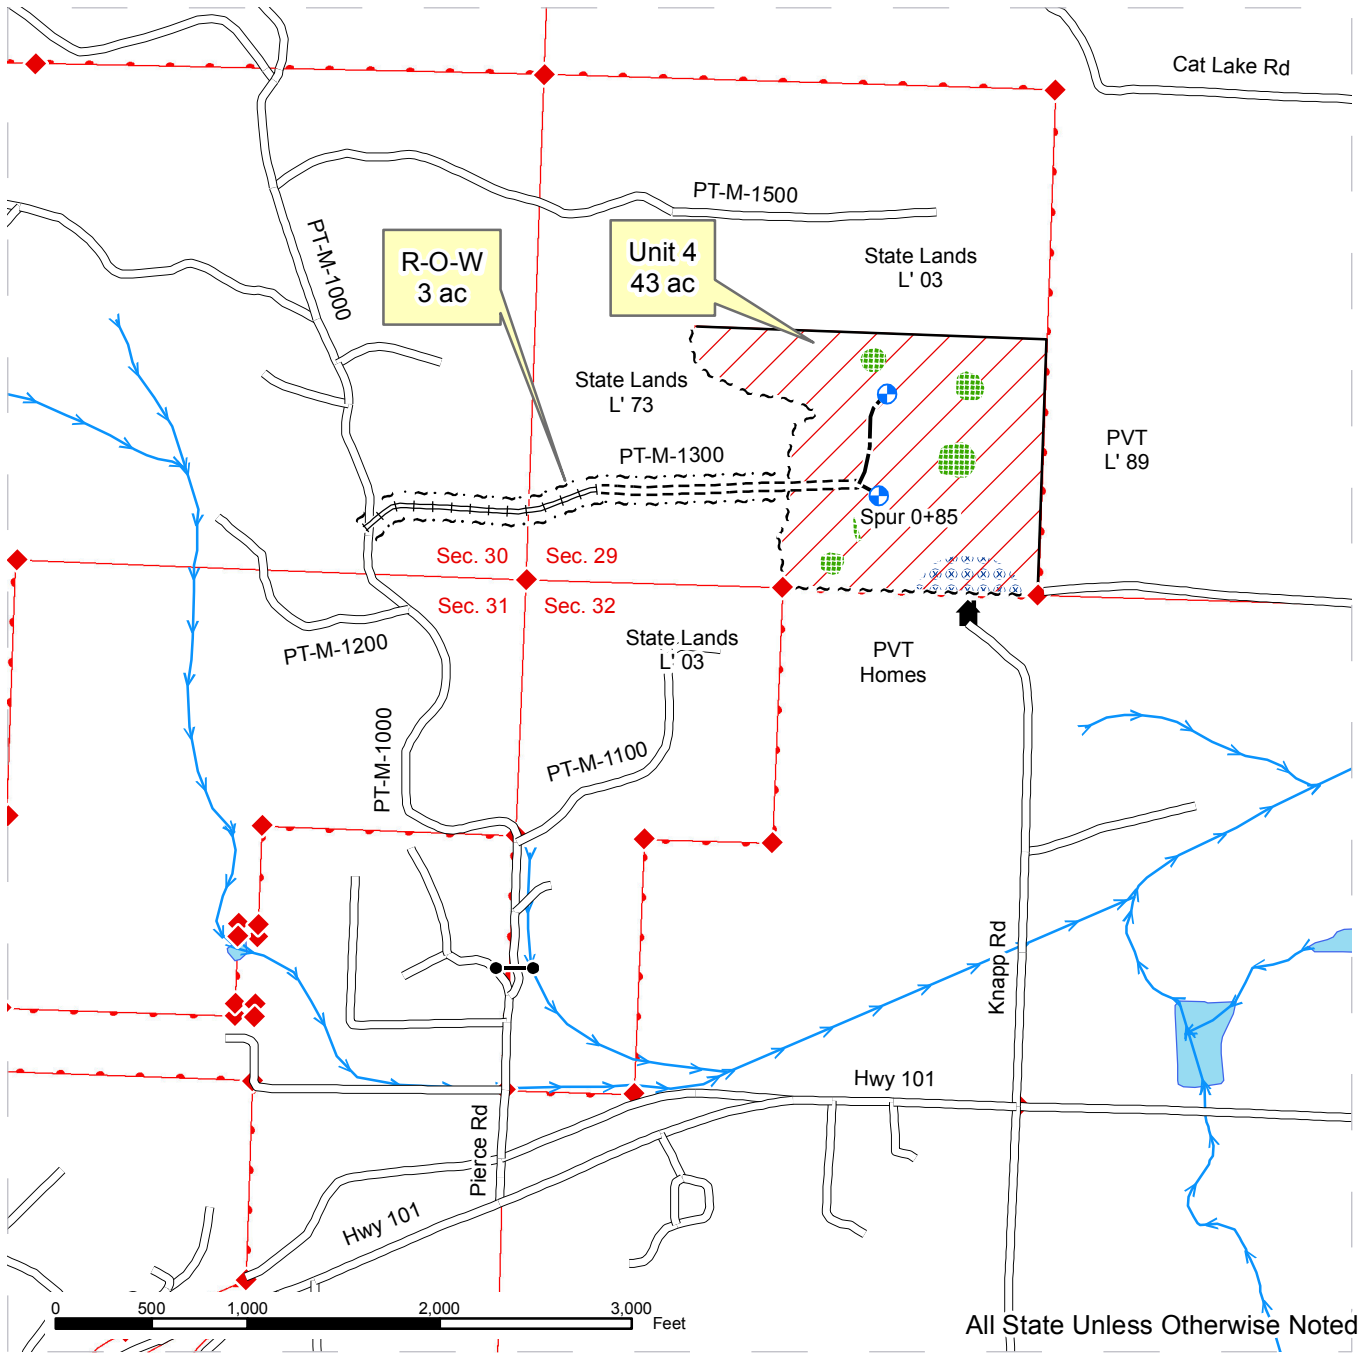 Cat Lake Rd
PT-M-1500
PT-M-1000
R-O-W
3 ac
Unit 4
43 ac
State Lands
L' 03
State Lands
L' 73
PT-M-1300
PVT
L' 89
Spur 0+85
Sec. 30
Sec. 29
Sec. 31
Sec. 32
PT-M-1200
State Lands
L' 03
PVT
Homes
PT-M-1000
PT-M-1100
Knapp Rd
Hwy 101
Pierce Rd
Hwy 101
0
500
1,000
2,000
3,000
Feet
All State Unless Otherwise Noted